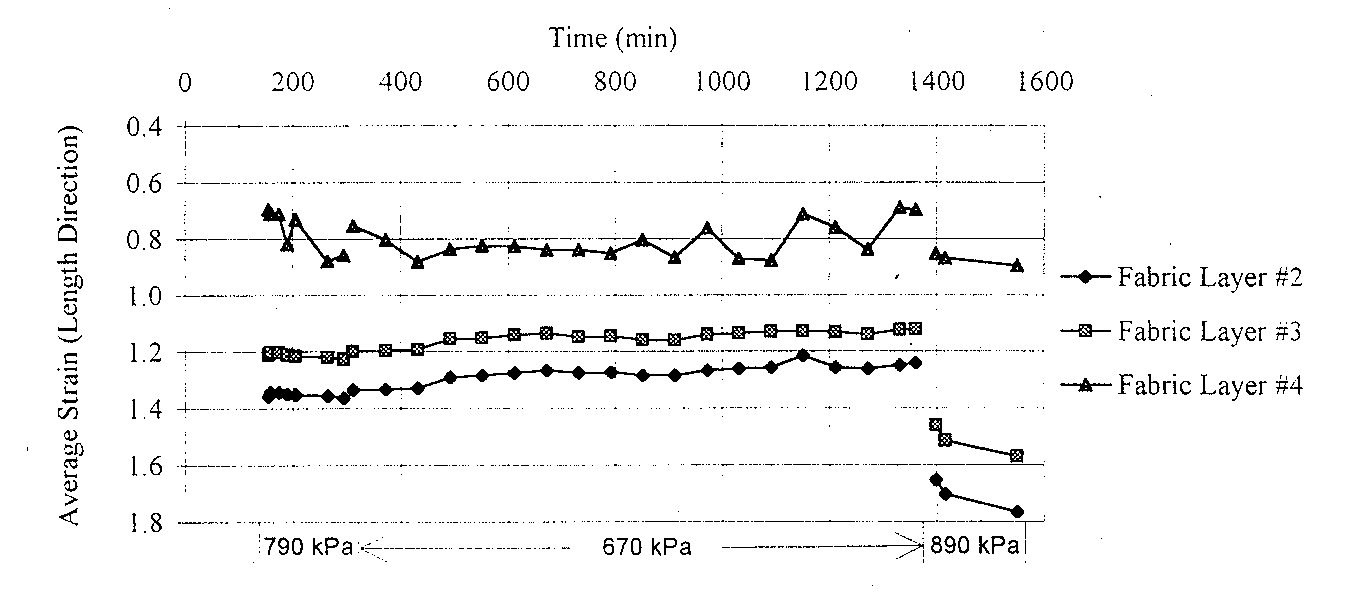 Time (min)
0 200 400 600 800 1000 1200 1400 1600
Average Strain (Length Direction)
0.4
0.6
0.8
1.0
1.2
1.4
1.6
1.8
Fabric Layer #2
Fabric Layer #3
Fabric Layer #4
790 kPa 670 kPa 890 kPa